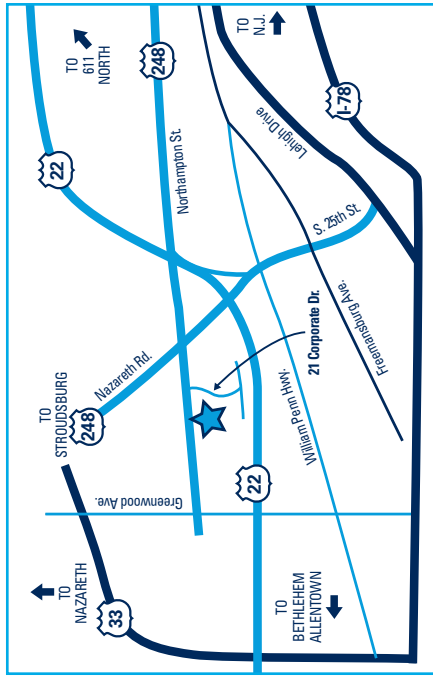 TO
NAZARETH
33
TO
STROUDSBURG
248
22
TO
611
NORTH
248
Northampton St.
Nazareth Rd.
Greenwood Ave.
TO
N.J.
Lehigh Drive
I-78
S. 25th St.
21 Corporate Dr.
William Penn Hwy.
Freemansburg Ave.
22
TO
BETHLEHEM
ALLENTOWN